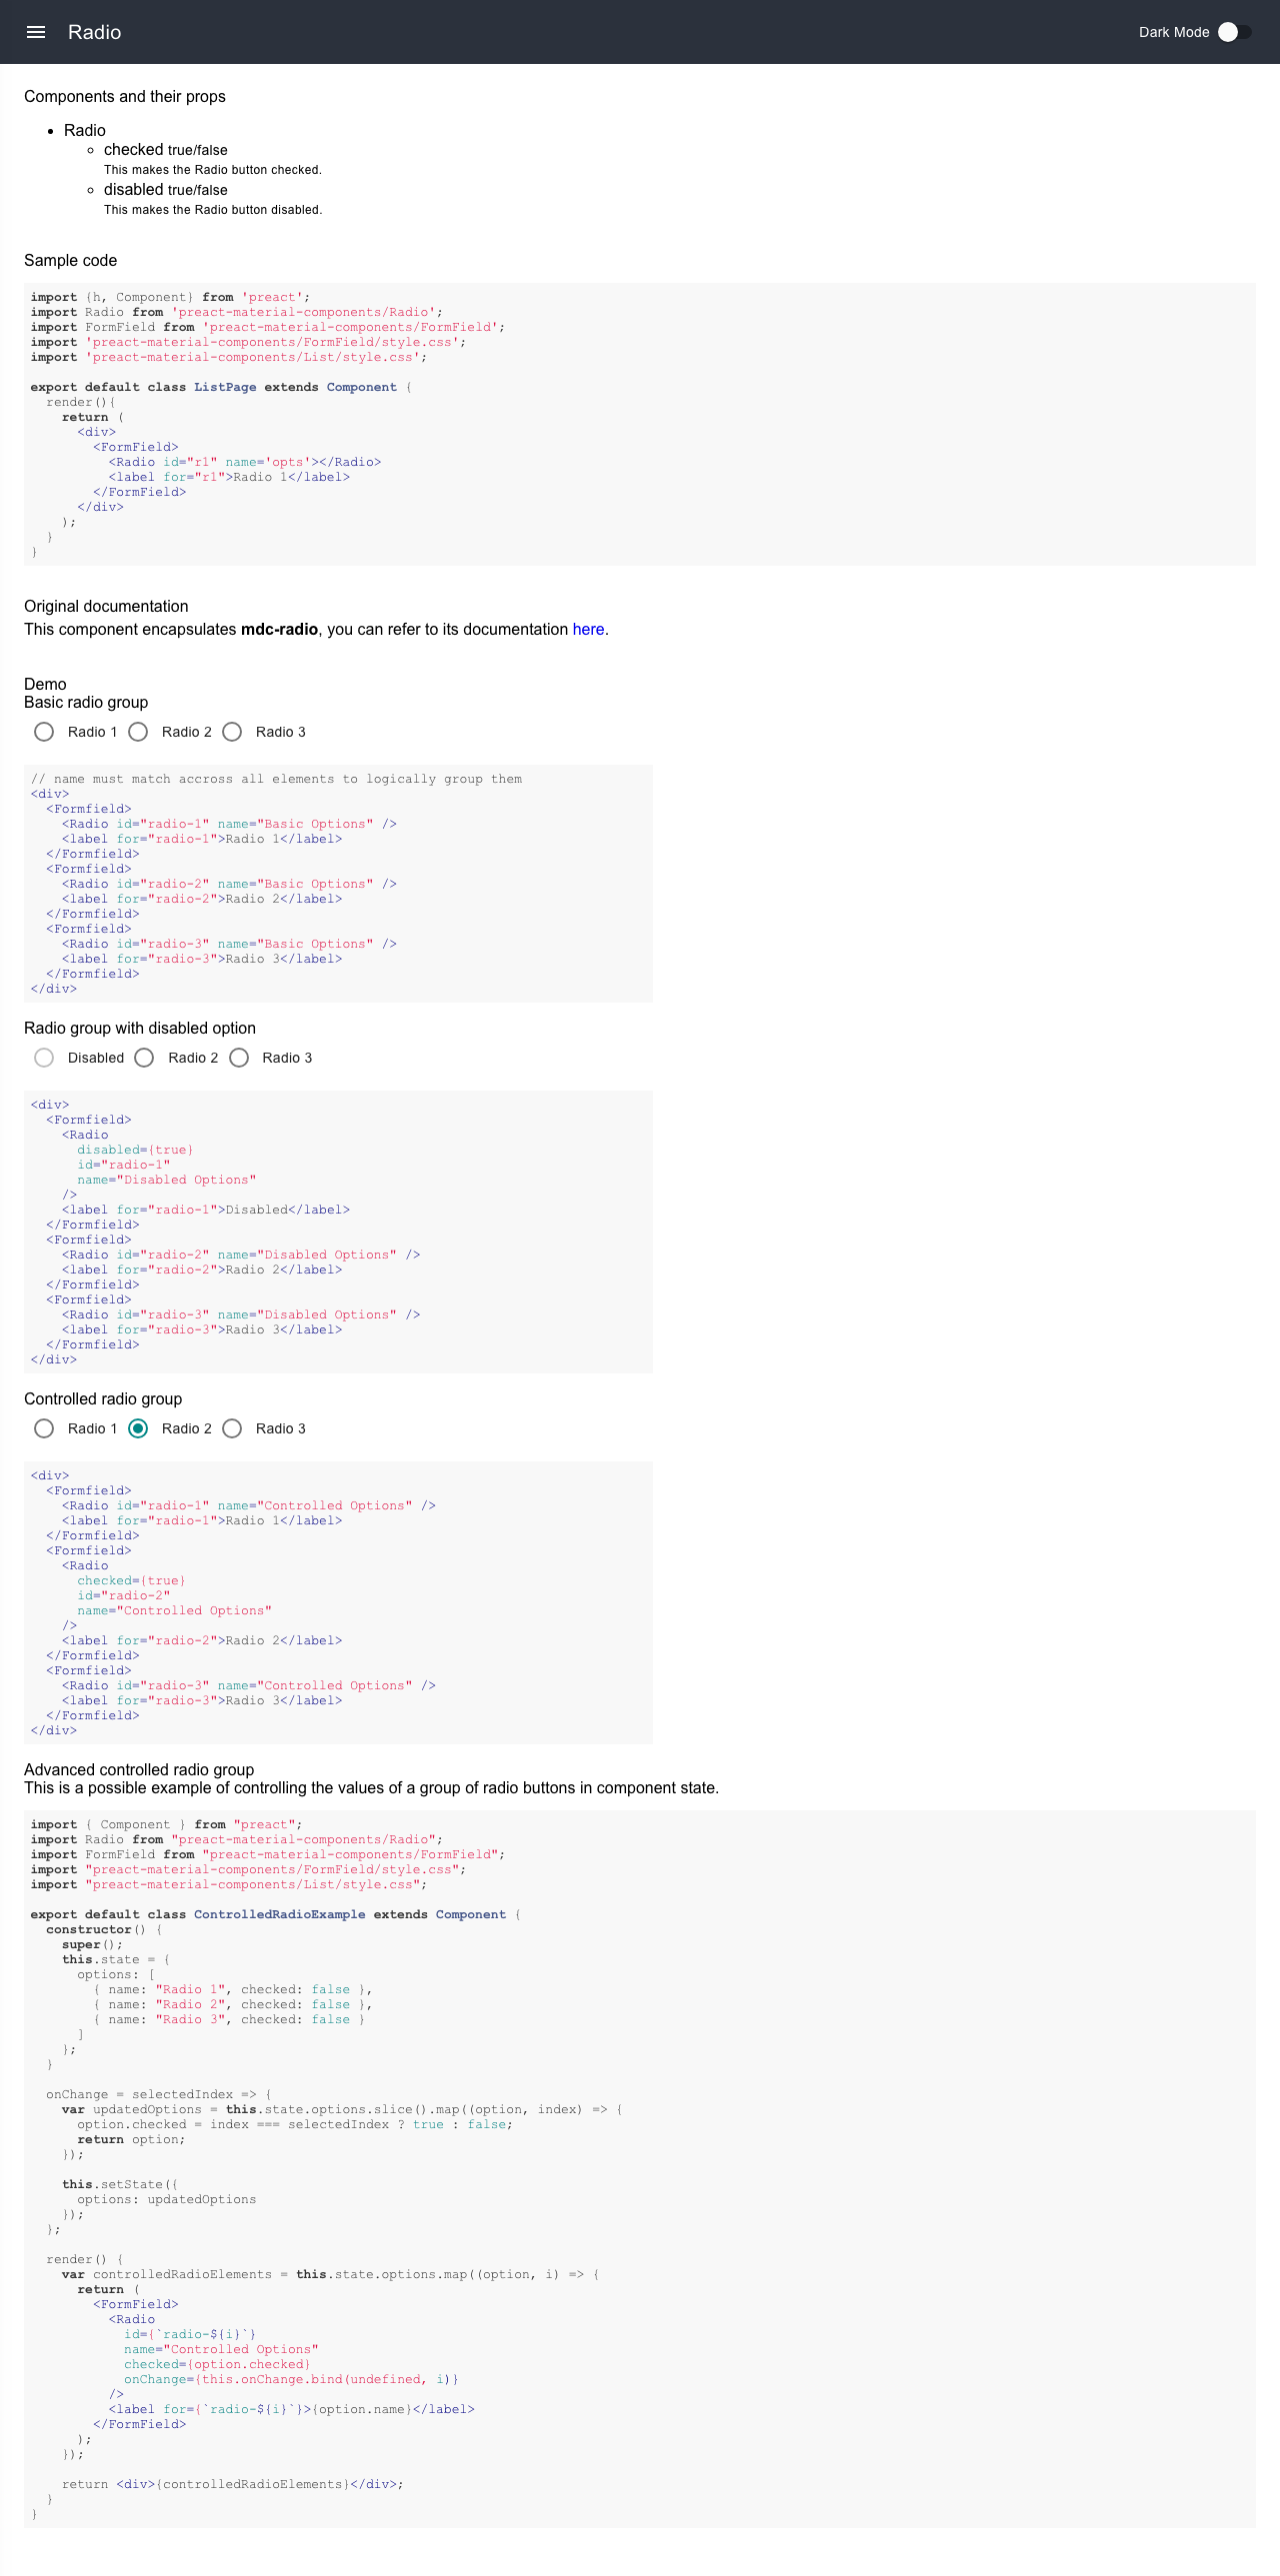 Radio
Dark Mode
Components and their props
Radio
checked true/false
This makes the Radio button checked.
disabled true/false
This makes the Radio button disabled.
Sample code
import {h, Component} from 'preact';
import Radio from 'preact-material-components/Radio';
import FormField from 'preact-material-components/FormField';
import 'preact-material-components/FormField/style.css';
import 'preact-material-components/List/style.css';
export default class ListPage extends Component {
render(){
return (
<div>
<FormField>
<Radio id="r1" name='opts'></Radio>
<label for="r1">Radio 1</label>
</FormField>
</div>
);
}
}
Original documentation
This component encapsulates mdc-radio, you can refer to its documentation here.
Demo
Basic radio group
Radio 1 Radio 2 Radio 3
// name must match accross all elements to logically group them
<div>
<Formfield>
<Radio id="radio-1" name="Basic Options" />
<label for="radio-1">Radio 1</label>
</Formfield>
<Formfield>
<Radio id="radio-2" name="Basic Options" />
<label for="radio-2">Radio 2</label>
</Formfield>
<Formfield>
<Radio id="radio-3" name="Basic Options" />
<label for="radio-3">Radio 3</label>
</Formfield>
</div>
Radio group with disabled option
Disabled Radio 2 Radio 3
<div>
<Formfield>
<Radio
disabled={true}
id="radio-1"
name="Disabled Options"
/>
<label for="radio-1">Disabled</label>
</Formfield>
<Formfield>
<Radio id="radio-2" name="Disabled Options" />
<label for="radio-2">Radio 2</label>
</Formfield>
<Formfield>
<Radio id="radio-3" name="Disabled Options" />
<label for="radio-3">Radio 3</label>
</Formfield>
</div>
Controlled radio group
Radio 1 Radio 2 Radio 3
<div>
<Formfield>
<Radio id="radio-1" name="Controlled Options" />
<label for="radio-1">Radio 1</label>
</Formfield>
<Formfield>
<Radio
checked={true}
id="radio-2"
name="Controlled Options"
/>
<label for="radio-2">Radio 2</label>
</Formfield>
<Formfield>
<Radio id="radio-3" name="Controlled Options" />
<label for="radio-3">Radio 3</label>
</Formfield>
</div>
Advanced controlled radio group
This is a possible example of controlling the values of a group of radio buttons in component state.
import { Component } from "preact";
import Radio from "preact-material-components/Radio";
import FormField from "preact-material-components/FormField";
import "preact-material-components/FormField/style.css";
import "preact-material-components/List/style.css";
export default class ControlledRadioExample extends Component {
constructor() {
super();
this.state = {
options: [
{ name: "Radio 1", checked: false },
{ name: "Radio 2", checked: false },
{ name: "Radio 3", checked: false }
]
};
}
onChange = selectedIndex => {
var updatedOptions = this.state.options.slice().map((option, index) => {
option.checked = index === selectedIndex ? true : false;
return option;
});
this.setState({
options: updatedOptions
});
};
render() {
var controlledRadioElements = this.state.options.map((option, i) => {
return (
<FormField>
<Radio
id={`radio-${i}`}
name="Controlled Options"
checked={option.checked}
onChange={this.onChange.bind(undefined, i)}
/>
<label for={`radio-${i}`}>{option.name}</label>
</FormField>
);
});
return <div>{controlledRadioElements}</div>;
}
}